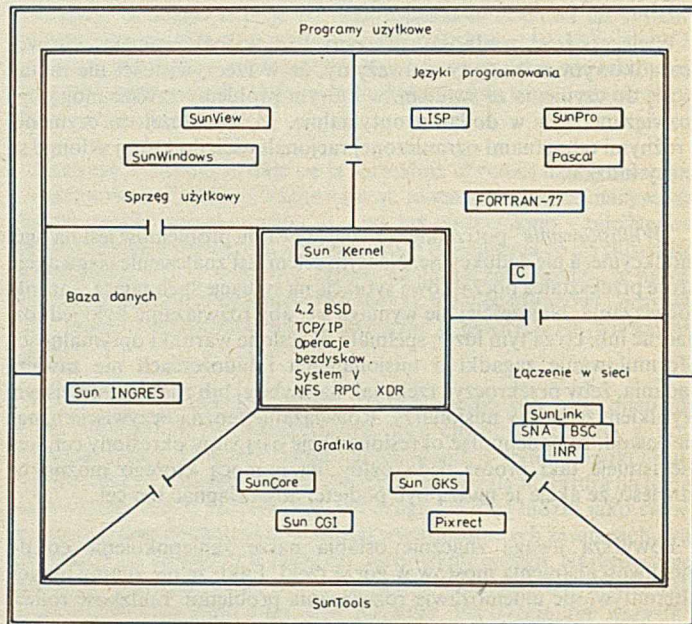 Programy użytkowe
Języki programowania
SunView
LISP
SunPro
SunWindows
Pascal
Sprzęg użytkowy
FORTRAN-77
Sun Kernel
C
Baza danych
4.2 BSD
TCP/IP
Operacje
bezdyskow.
System
NFS RPC XDR
Łączenie w sieci
Sun INGRES
SunLink
SNA
BSC
INR
Grafika
SunCore
Sun GKS
Sun CGI
Pixrect
SunTools